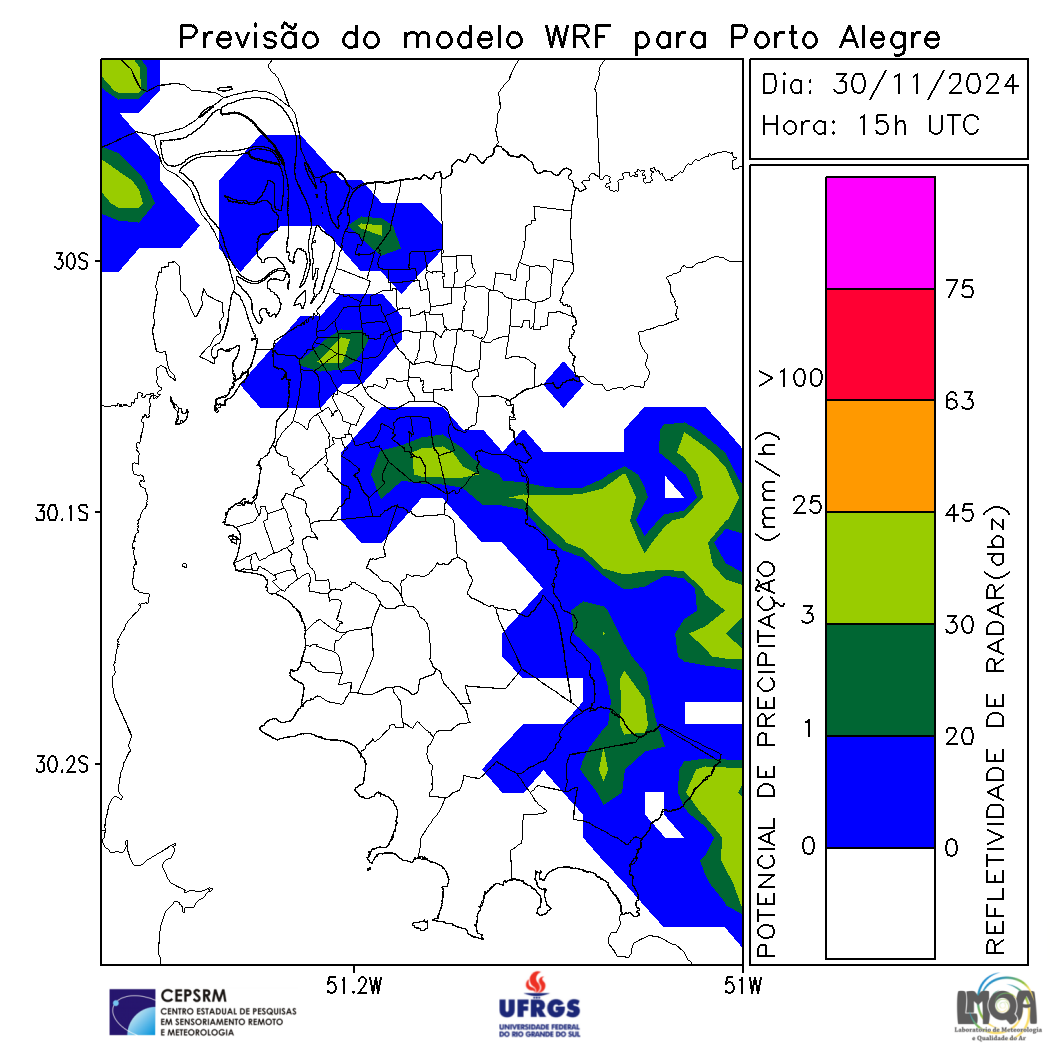 Previsão do modelo WRF para Porto Alegre
Dia: 30/11/2024
Hora: 15h UTC
30S
30.1S
30.2S
51.2W
51W
POTENCIAL DE PRECIPITAÇÃO (mm/h)
>100
25
3
1
0
75
63
45
30
20
0
REFLETIVIDADE DE RADAR(dbz)
CEPSRM
CENTRO ESTADUAL DE PESQUISAS
EM SENSORIAMENTO REMOTO
E METEOROLOGIA
UFRGS
UNIVERSIDADE FEDERAL
DO RIO GRANDE DO SUL
LMQA
Laboratório de Meteorologia
e Qualidade do Ar